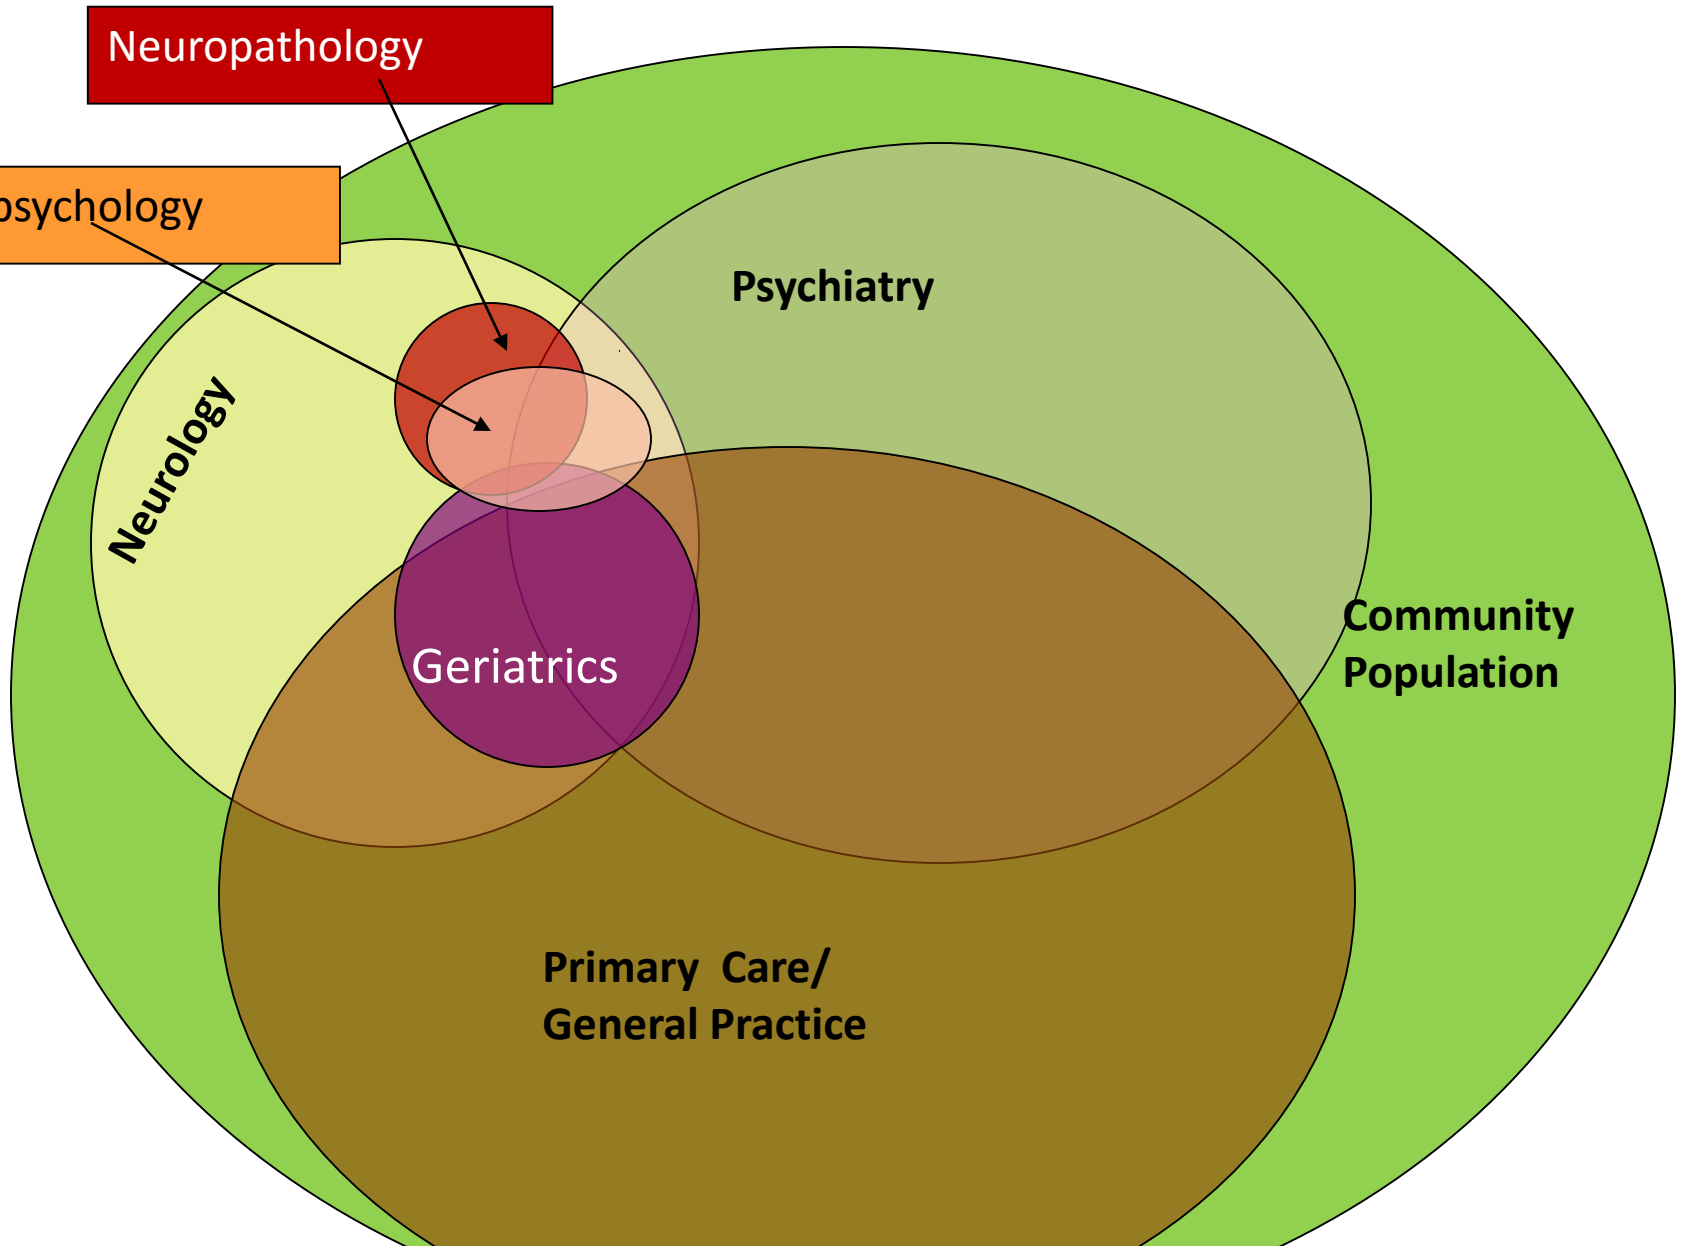 Neuropathology
psychology
Psychiatry
Neurology
Community
Population
Geriatrics
Primary Care/
General Practice